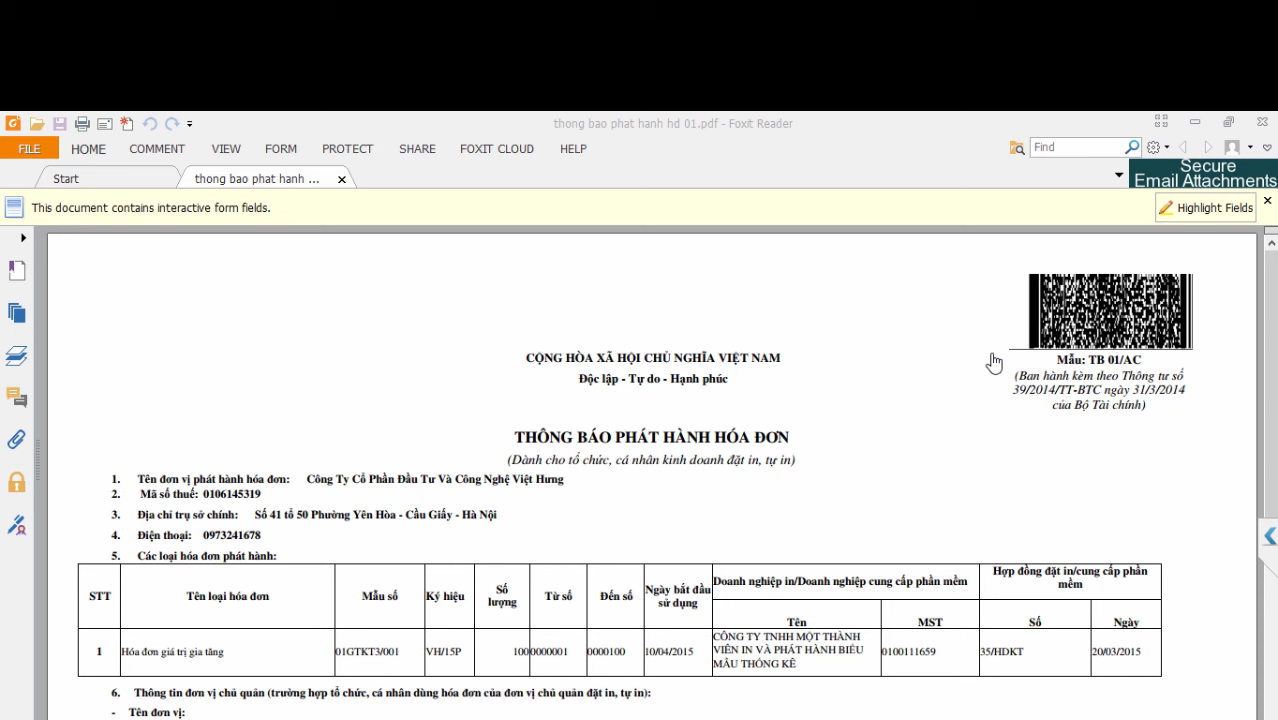 thong bao phat hanh hd 01.pdf - Foxit Reader
FILE HOME COMMENT VIEW FORM PROTECT SHARE FOXIT CLOUD HELP Find
Start thong bao phat hanh ...
Secure
Email Attachments
This document contains interactive form fields. Highlight Fields
Mẫu: TB 01/AC
(Ban hành kèm theo Thông tư số
39/2014/TT-BTC ngày 31/3/2014
của Bộ Tài chính)
CỘNG HÒA XÃ HỘI CHỦ NGHĨA VIỆT NAM
Độc lập - Tự do - Hạnh phúc
THÔNG BÁO PHÁT HÀNH HÓA ĐƠN
(Dành cho tổ chức, cá nhân kinh doanh đặt in, tự in)
1. Tên đơn vị phát hành hóa đơn: Công Ty Cổ Phần Đầu Tư Và Công Nghệ Việt Hưng
2. Mã số thuế: 0106145319
3. Địa chỉ trụ sở chính: Số 41 tổ 50 Phường Yên Hòa - Cầu Giấy - Hà Nội
4. Điện thoại: 0973241678
5. Các loại hóa đơn phát hành:
STT Tên loại hóa đơn Mẫu số Ký hiệu Số lượng Từ số Đến số Ngày bắt đầu sử dụng Doanh nghiệp in/Doanh nghiệp cung cấp phần mềm Hợp đồng đặt in/cung cấp phần mềm
Tên MST Số Ngày
1 Hóa đơn giá trị gia tăng 01GTKT3/001 VH/15P 100 0000001 0000100 10/04/2015 CÔNG TY TNHH MỘT THÀNH VIÊN IN VÀ PHÁT HÀNH BIỂU MẪU THỐNG KÊ 0100111659 35/HDKT 20/03/2015
6. Thông tin đơn vị chủ quản (trường hợp tổ chức, cá nhân dùng hóa đơn của đơn vị chủ quản đặt in, tự in):
- Tên đơn vị: